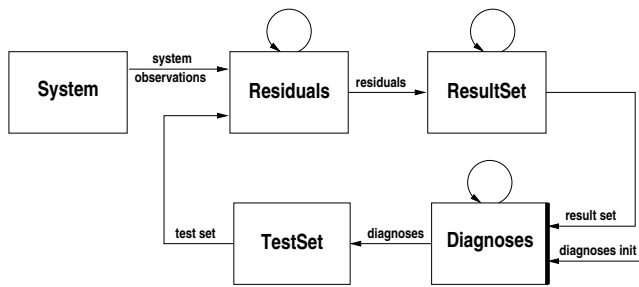 system
observations
System
Residuals
residuals
ResultSet
result set
diagnoses init
Diagnoses
diagnoses
TestSet
test set